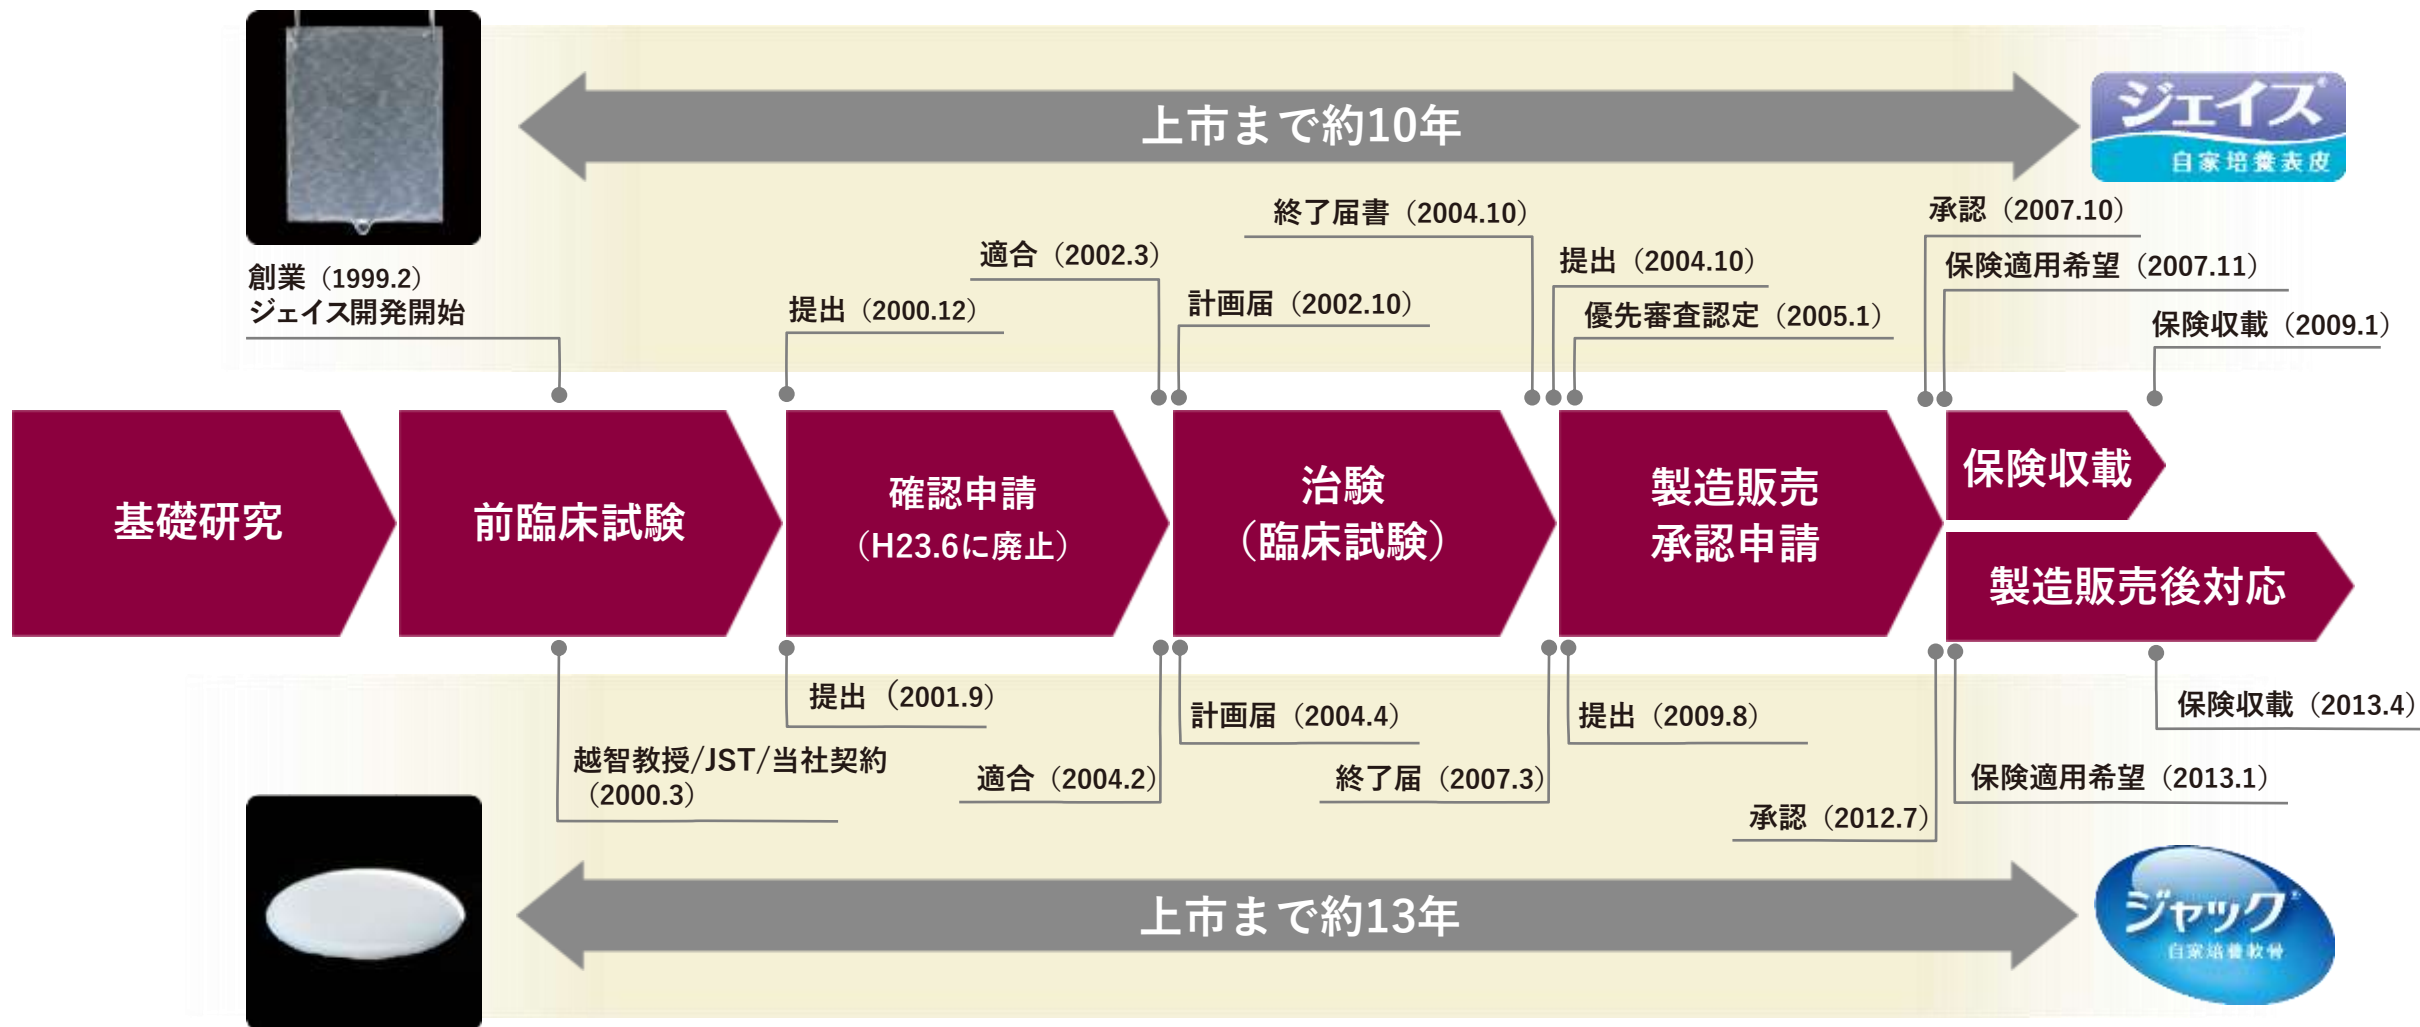 上市まで約10年
ジェイス®
自家培養表皮
創業（1999.2）
ジェイス開発開始
提出（2000.12）
適合（2002.3）
計画届（2002.10）
終了届書（2004.10）
提出（2004.10）
優先審査認定（2005.1）
承認（2007.10）
保険適用希望（2007.11）
保険収載（2009.1）
基礎研究
前臨床試験
確認申請
（H23.6に廃止）
治験
（臨床試験）
製造販売
承認申請
保険収載
製造販売後対応
越智教授/JST/当社契約
（2000.3）
提出（2001.9）
適合（2004.2）
計画届（2004.4）
終了届（2007.3）
提出（2009.8）
承認（2012.7）
保険適用希望（2013.1）
保険収載（2013.4）
上市まで約13年
ジャック®
自家培養軟骨